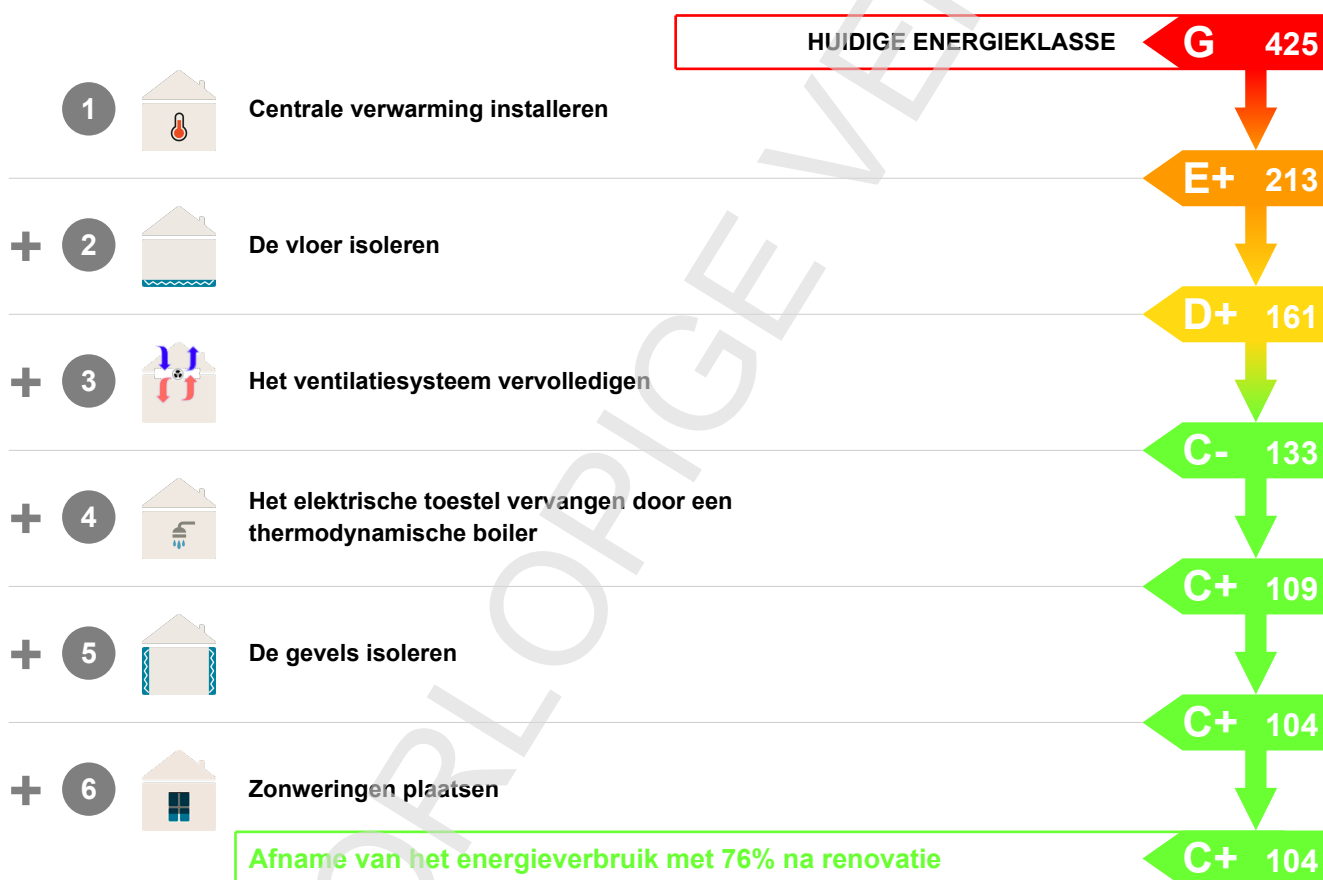 HUIDIGE ENERGIEKLASSE G 425
1 Centrale verwarming installeren
E+ 213
+ 2 De vloer isoleren
D+ 161
+ 3 Het ventilatiesysteem vervolledigen
C- 133
+ 4 Het elektrische toestel vervangen door een
thermodynamische boiler
C+ 109
+ 5 De gevels isoleren
C+ 104
+ 6 Zonweringen plaatsen
Afname van het energieverbruik met 76% na renovatie C+ 104